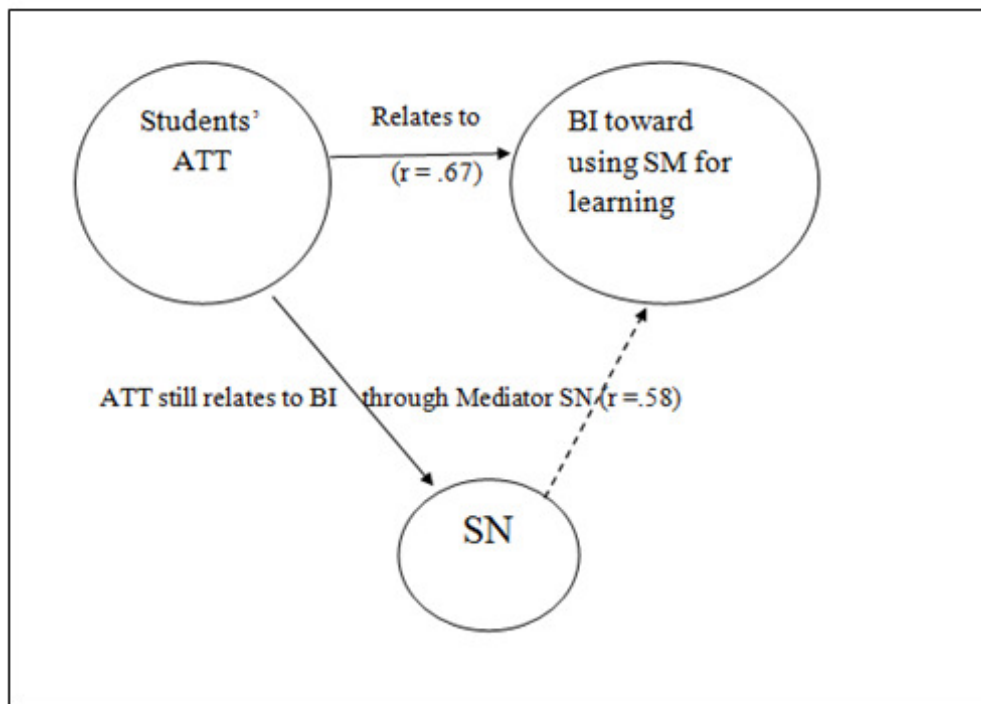 Students’
ATT
Relates to
(r = .67)
BI toward
using SM for
learning
ATT still relates to BI through Mediator SN (r =.58)
SN